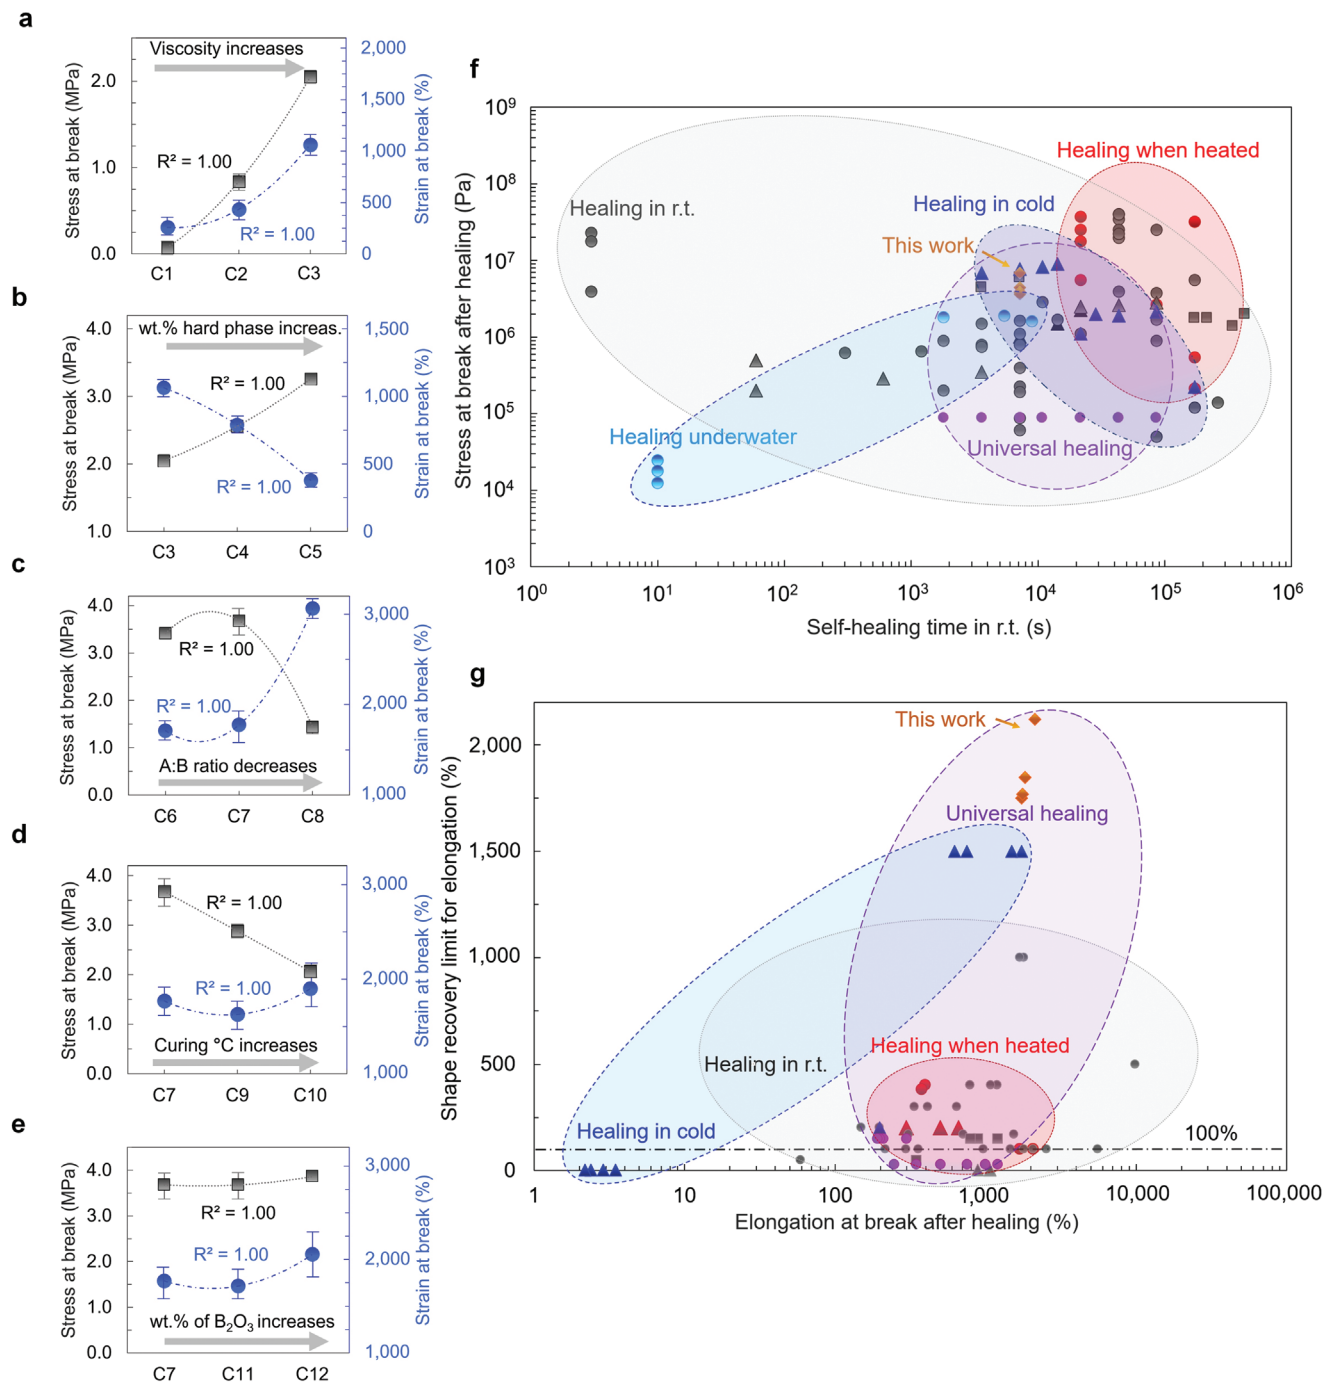 a
Viscosity increases
Stress at break (MPa)
2.0
1.0
0.0
R² = 1.00
R² = 1.00
2,000
1,500
1,000
500
0
Strain at break (%)
C1 C2 C3
b
wt.% hard phase increas.
Stress at break (MPa)
4.0
3.0
2.0
1.0
R² = 1.00
R² = 1.00
1,500
1,000
500
0
Strain at break (%)
C3 C4 C5
c
Stress at break (MPa)
4.0
3.0
2.0
1.0
0.0
R² = 1.00
R² = 1.00
A:B ratio decreases
3,000
2,000
1,000
Strain at break (%)
C6 C7 C8
d
Stress at break (MPa)
4.0
3.0
2.0
1.0
0.0
R² = 1.00
R² = 1.00
Curing °C increases
3,000
2,000
1,000
Strain at break (%)
C7 C9 C10
e
Stress at break (MPa)
4.0
3.0
2.0
1.0
0.0
R² = 1.00
R² = 1.00
wt.% of B₂O₃ increases
3,000
2,000
1,000
Strain at break (%)
C7 C11 C12
f
Stress at break after healing (Pa)
10⁹
10⁸
10⁷
10⁶
10⁵
10⁴
10³
Healing when heated
Healing in r.t.
Healing in cold
This work
Healing underwater
Universal healing
10⁰ 10¹ 10² 10³ 10⁴ 10⁵ 10⁶
Self-healing time in r.t. (s)
g
Shape recovery limit for elongation (%)
2,000
1,500
1,000
500
0
This work
Universal healing
Healing when heated
Healing in r.t.
Healing in cold
100%
1 10 100 1,000 10,000 100,000
Elongation at break after healing (%)